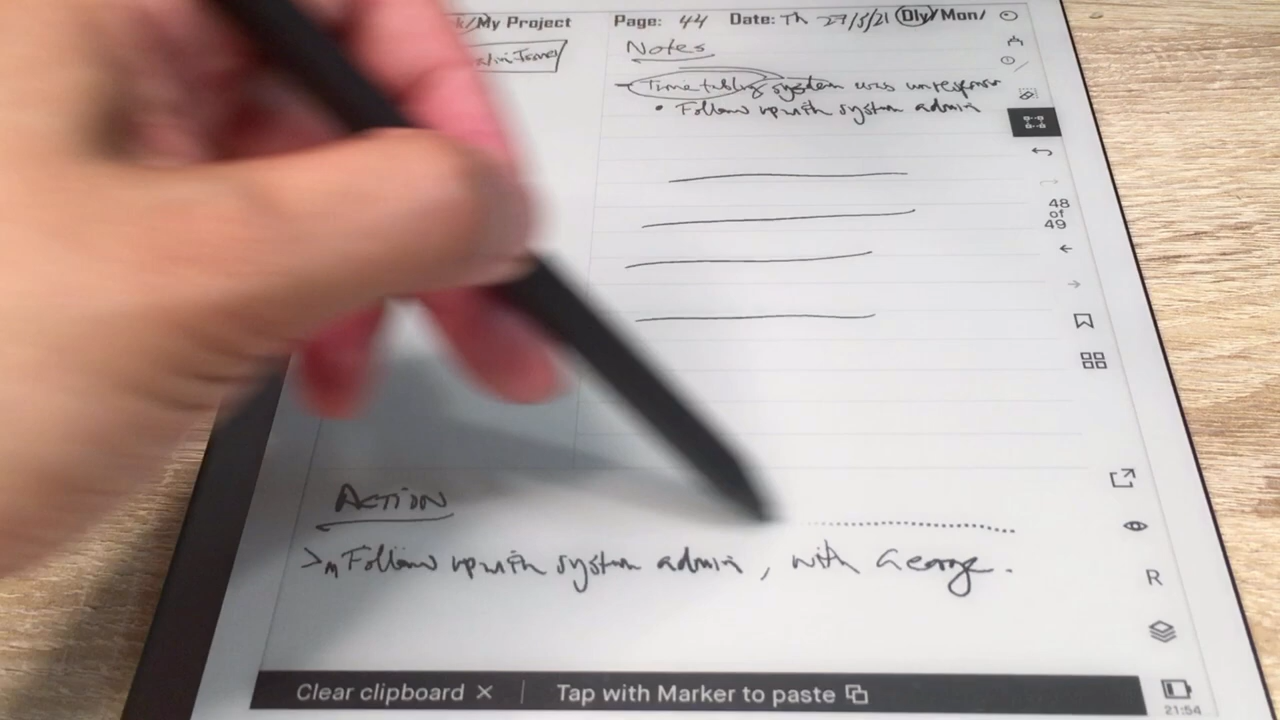 k/My Project
Page: 44 Date: Th 27/5/21 Dly/Mon/
Notes
- Timetabling system was
• Follow up with system admin
48
of
49
ACTION
> Follow up with system admin, with George.
R
Clear clipboard ✕ | Tap with Marker to paste
21:54